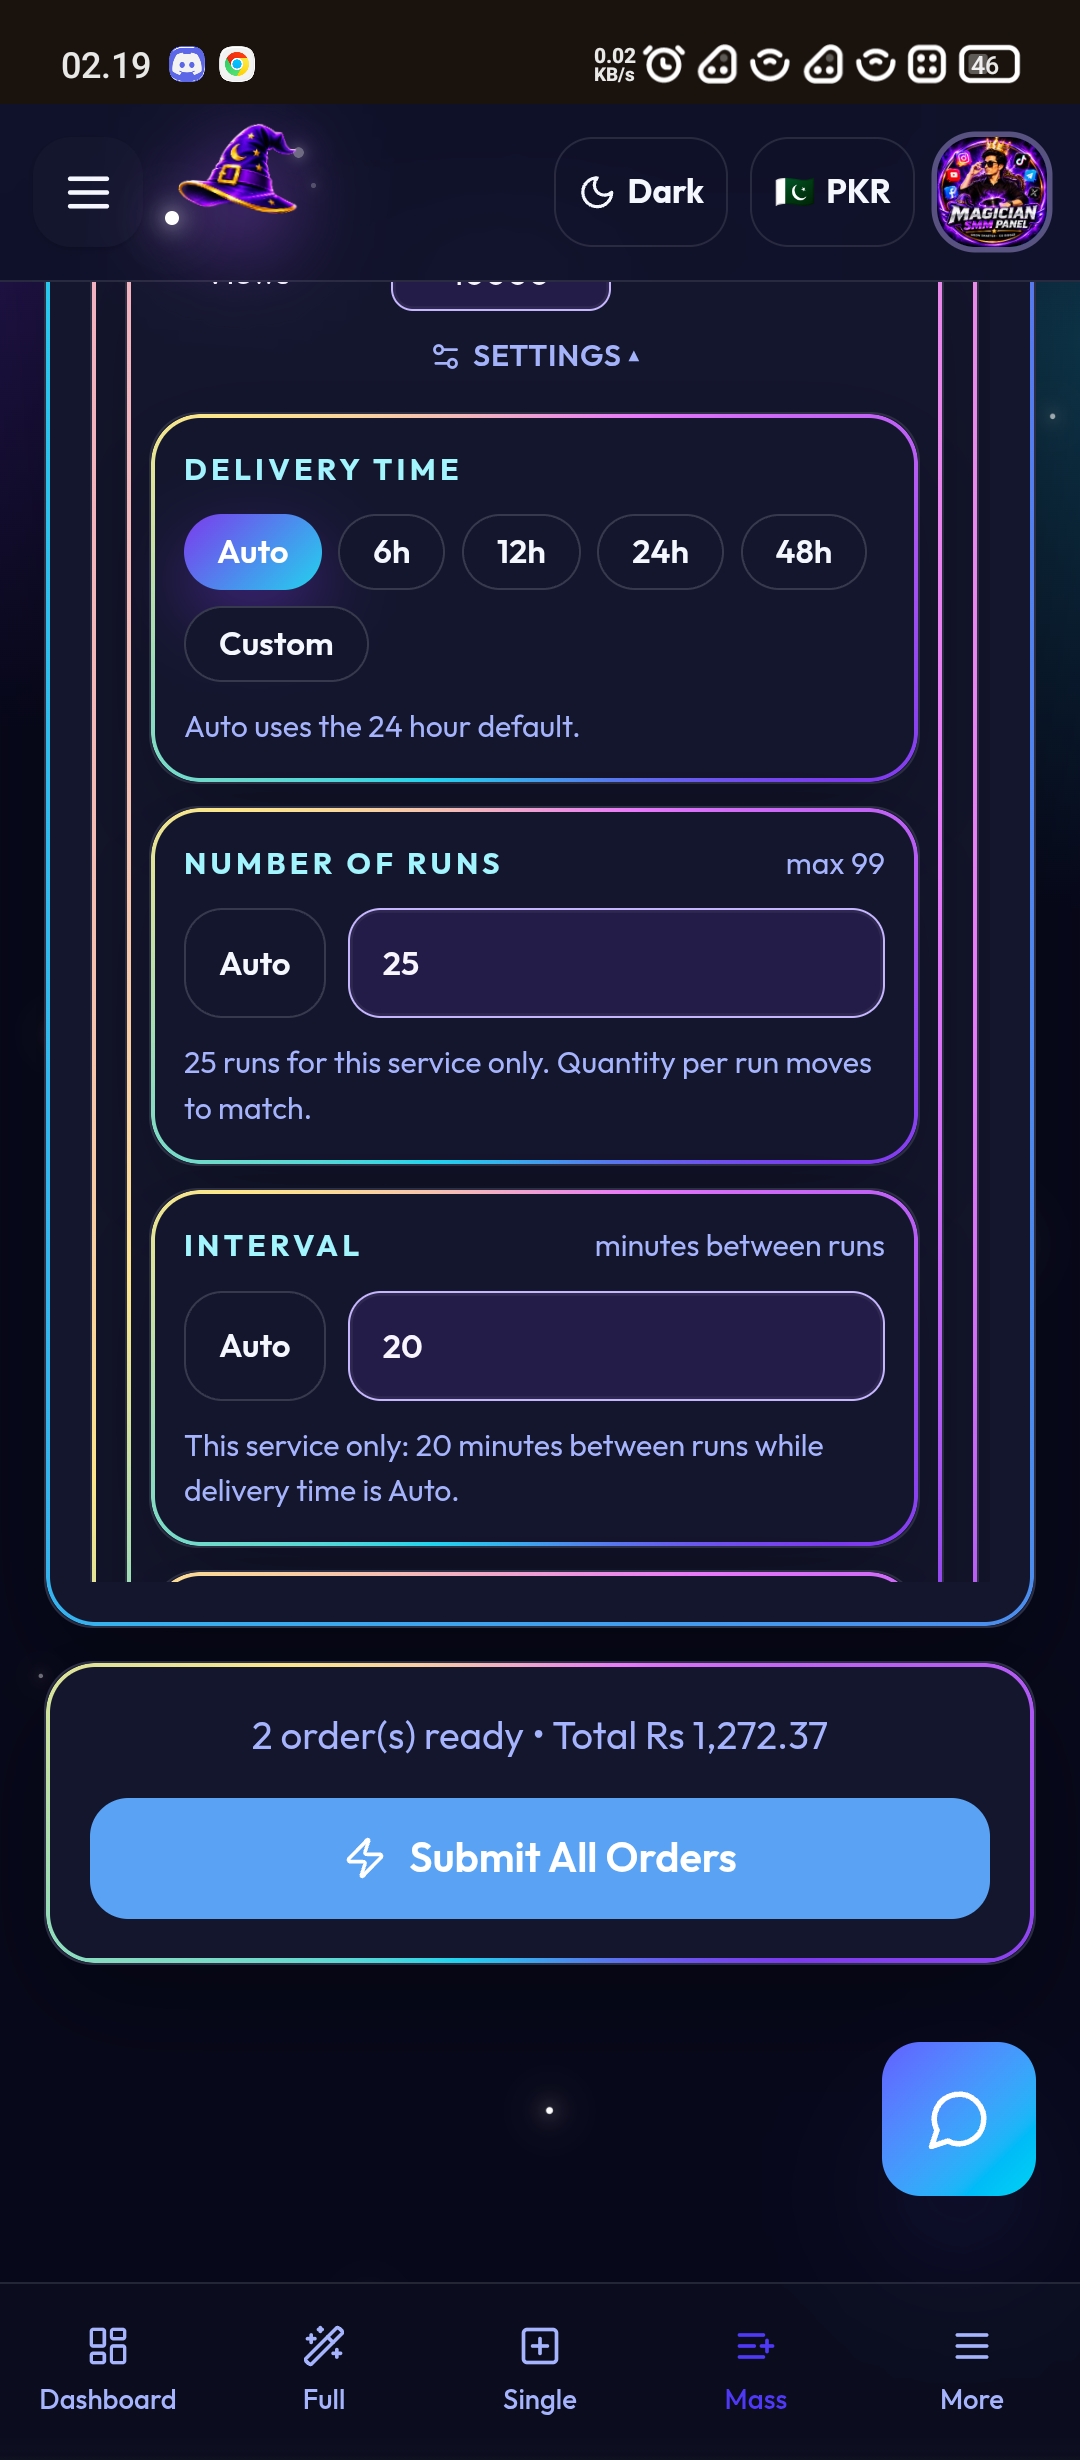 02.19
0.02
KB/s
46
Dark
PKR
MAGICIAN
SMM PANEL
SETTINGS
DELIVERY TIME
Auto 6h 12h 24h 48h
Custom
Auto uses the 24 hour default.
NUMBER OF RUNS max 99
Auto 25
25 runs for this service only. Quantity per run moves
to match.
INTERVAL minutes between runs
Auto 20
This service only: 20 minutes between runs while
delivery time is Auto.
2 order(s) ready • Total Rs 1,272.37
Submit All Orders
Dashboard Full Single Mass More